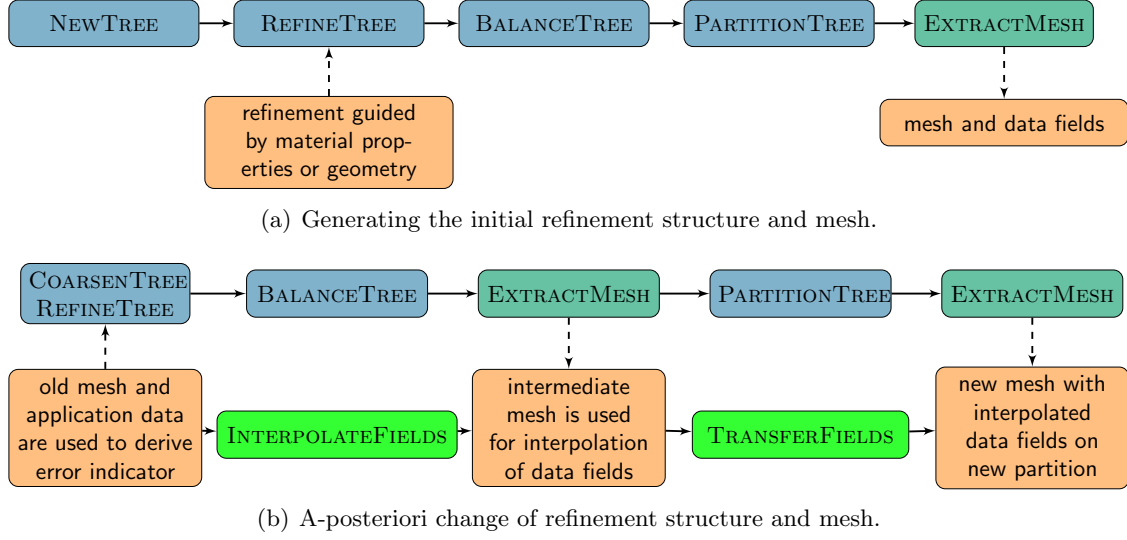 NEWTREE
REFINETREE
BALANCETREE
PARTITIONTREE
EXTRACTMESH
refinement guided
by material prop-
erties or geometry
mesh and data fields
(a) Generating the initial refinement structure and mesh.
COARSENTREE
REFINETREE
BALANCETREE
EXTRACTMESH
PARTITIONTREE
EXTRACTMESH
old mesh and
application data
are used to derive
error indicator
INTERPOLATEFIELDS
intermediate
mesh is used
for interpolation
of data fields
TRANSFERFIELDS
new mesh with
interpolated
data fields on
new partition
(b) A-posteriori change of refinement structure and mesh.